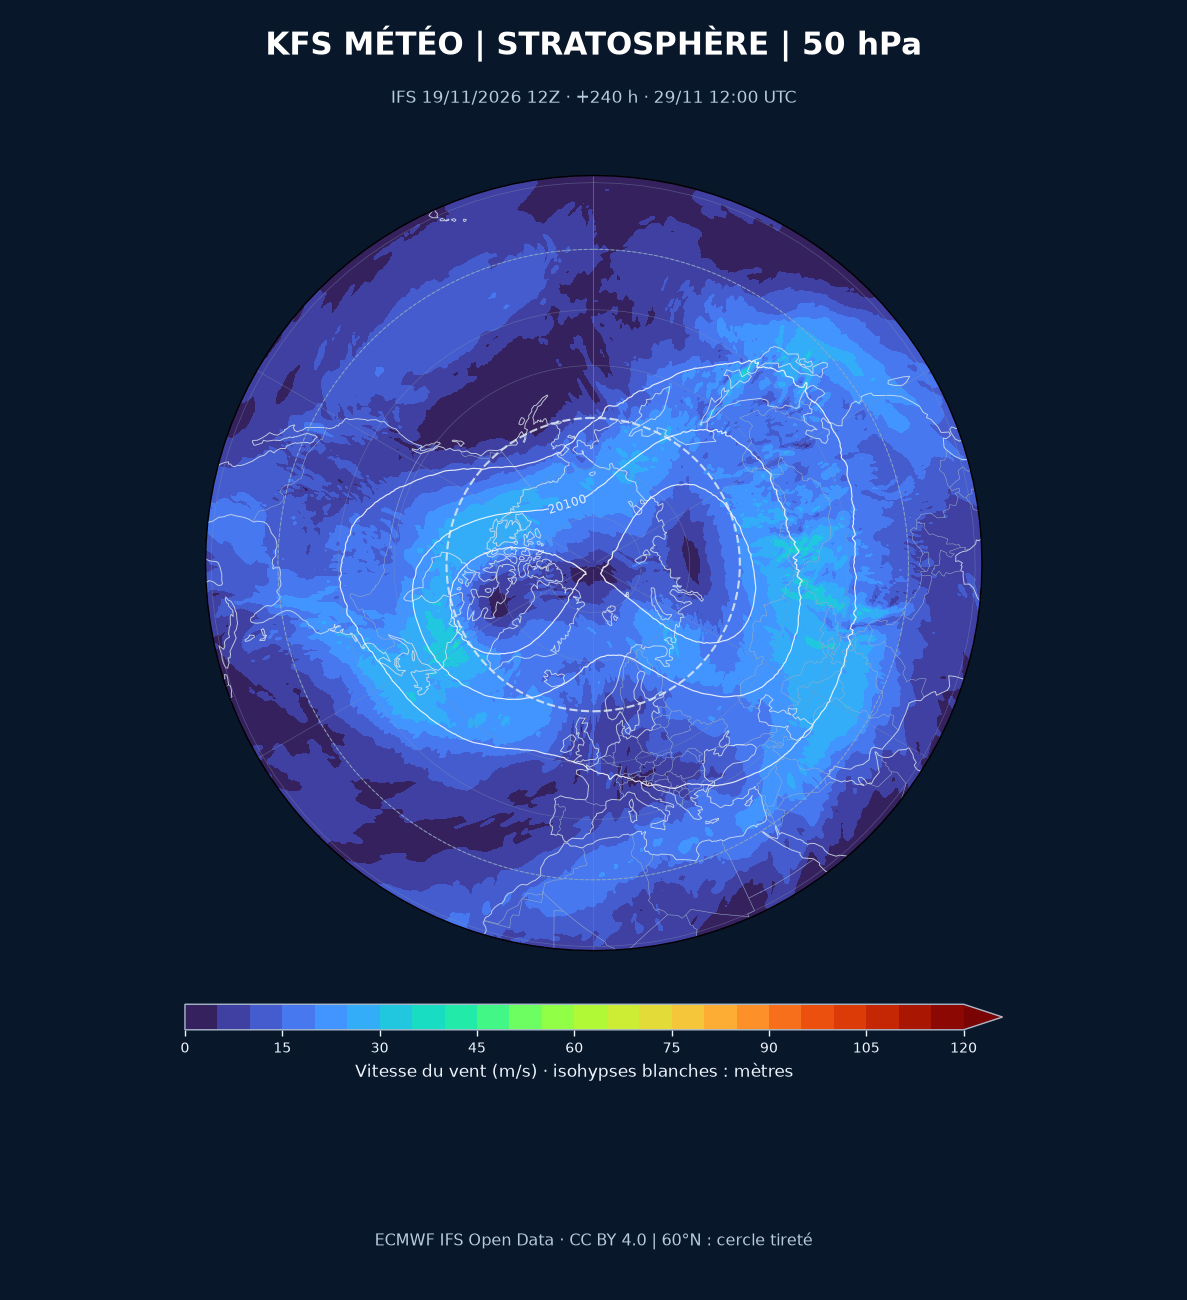 KFS MÉTÉO | STRATOSPHÈRE | 50 hPa
IFS 19/11/2026 12Z · +240 h · 29/11 12:00 UTC
20100
0 15 30 45 60 75 90 105 120
Vitesse du vent (m/s) · isohypses blanches : mètres
ECMWF IFS Open Data · CC BY 4.0 | 60°N : cercle tireté